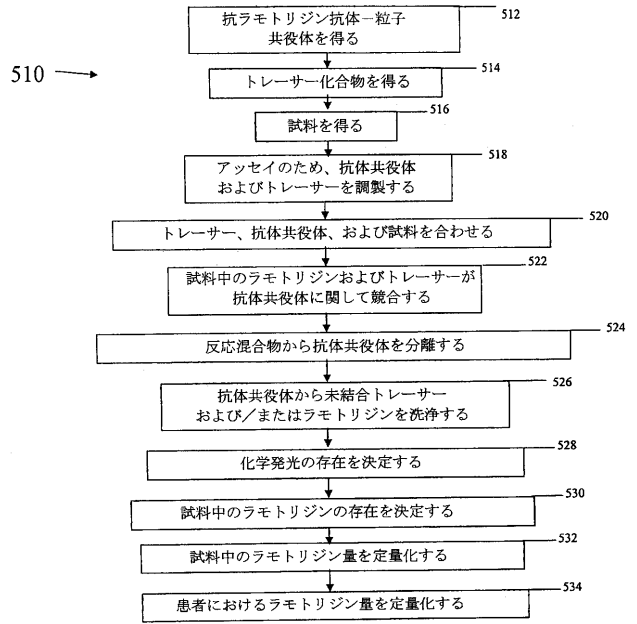 510
抗ラモトリジン抗体－粒子
共役体を得る
512
トレーサー化合物を得る
514
試料を得る
516
アッセイのため、抗体共役体
およびトレーサーを調製する
518
トレーサー、抗体共役体、および試料を合わせる
520
試料中のラモトリジンおよびトレーサーが
抗体共役体に関して競合する
522
反応混合物から抗体共役体を分離する
524
抗体共役体から未結合トレーサー
および／またはラモトリジンを洗浄する
526
化学発光の存在を決定する
528
試料中のラモトリジンの存在を決定する
530
試料中のラモトリジン量を定量化する
532
患者におけるラモトリジン量を定量化する
534